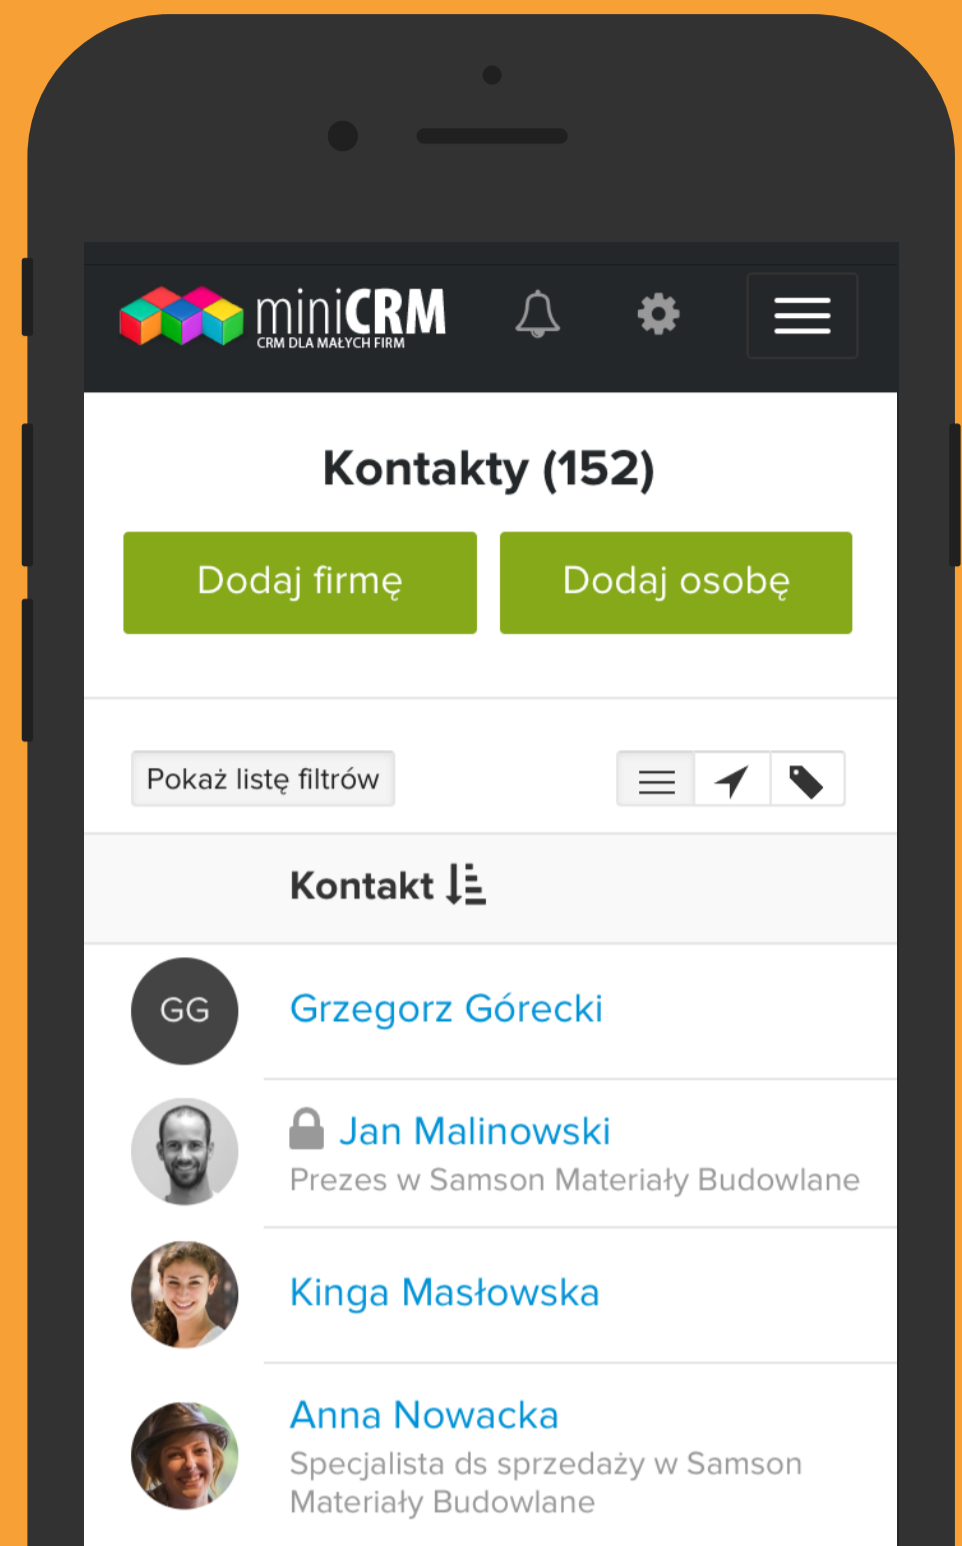 miniCRM
CRM DLA MAŁYCH FIRM
Kontakty (152)
Dodaj firmę
Dodaj osobę
Pokaż listę filtrów
Kontakt
GG
Grzegorz Górecki
Jan Malinowski
Prezes w Samson Materiały Budowlane
Kinga Masłowska
Anna Nowacka
Specjalista ds sprzedaży w Samson
Materiały Budowlane